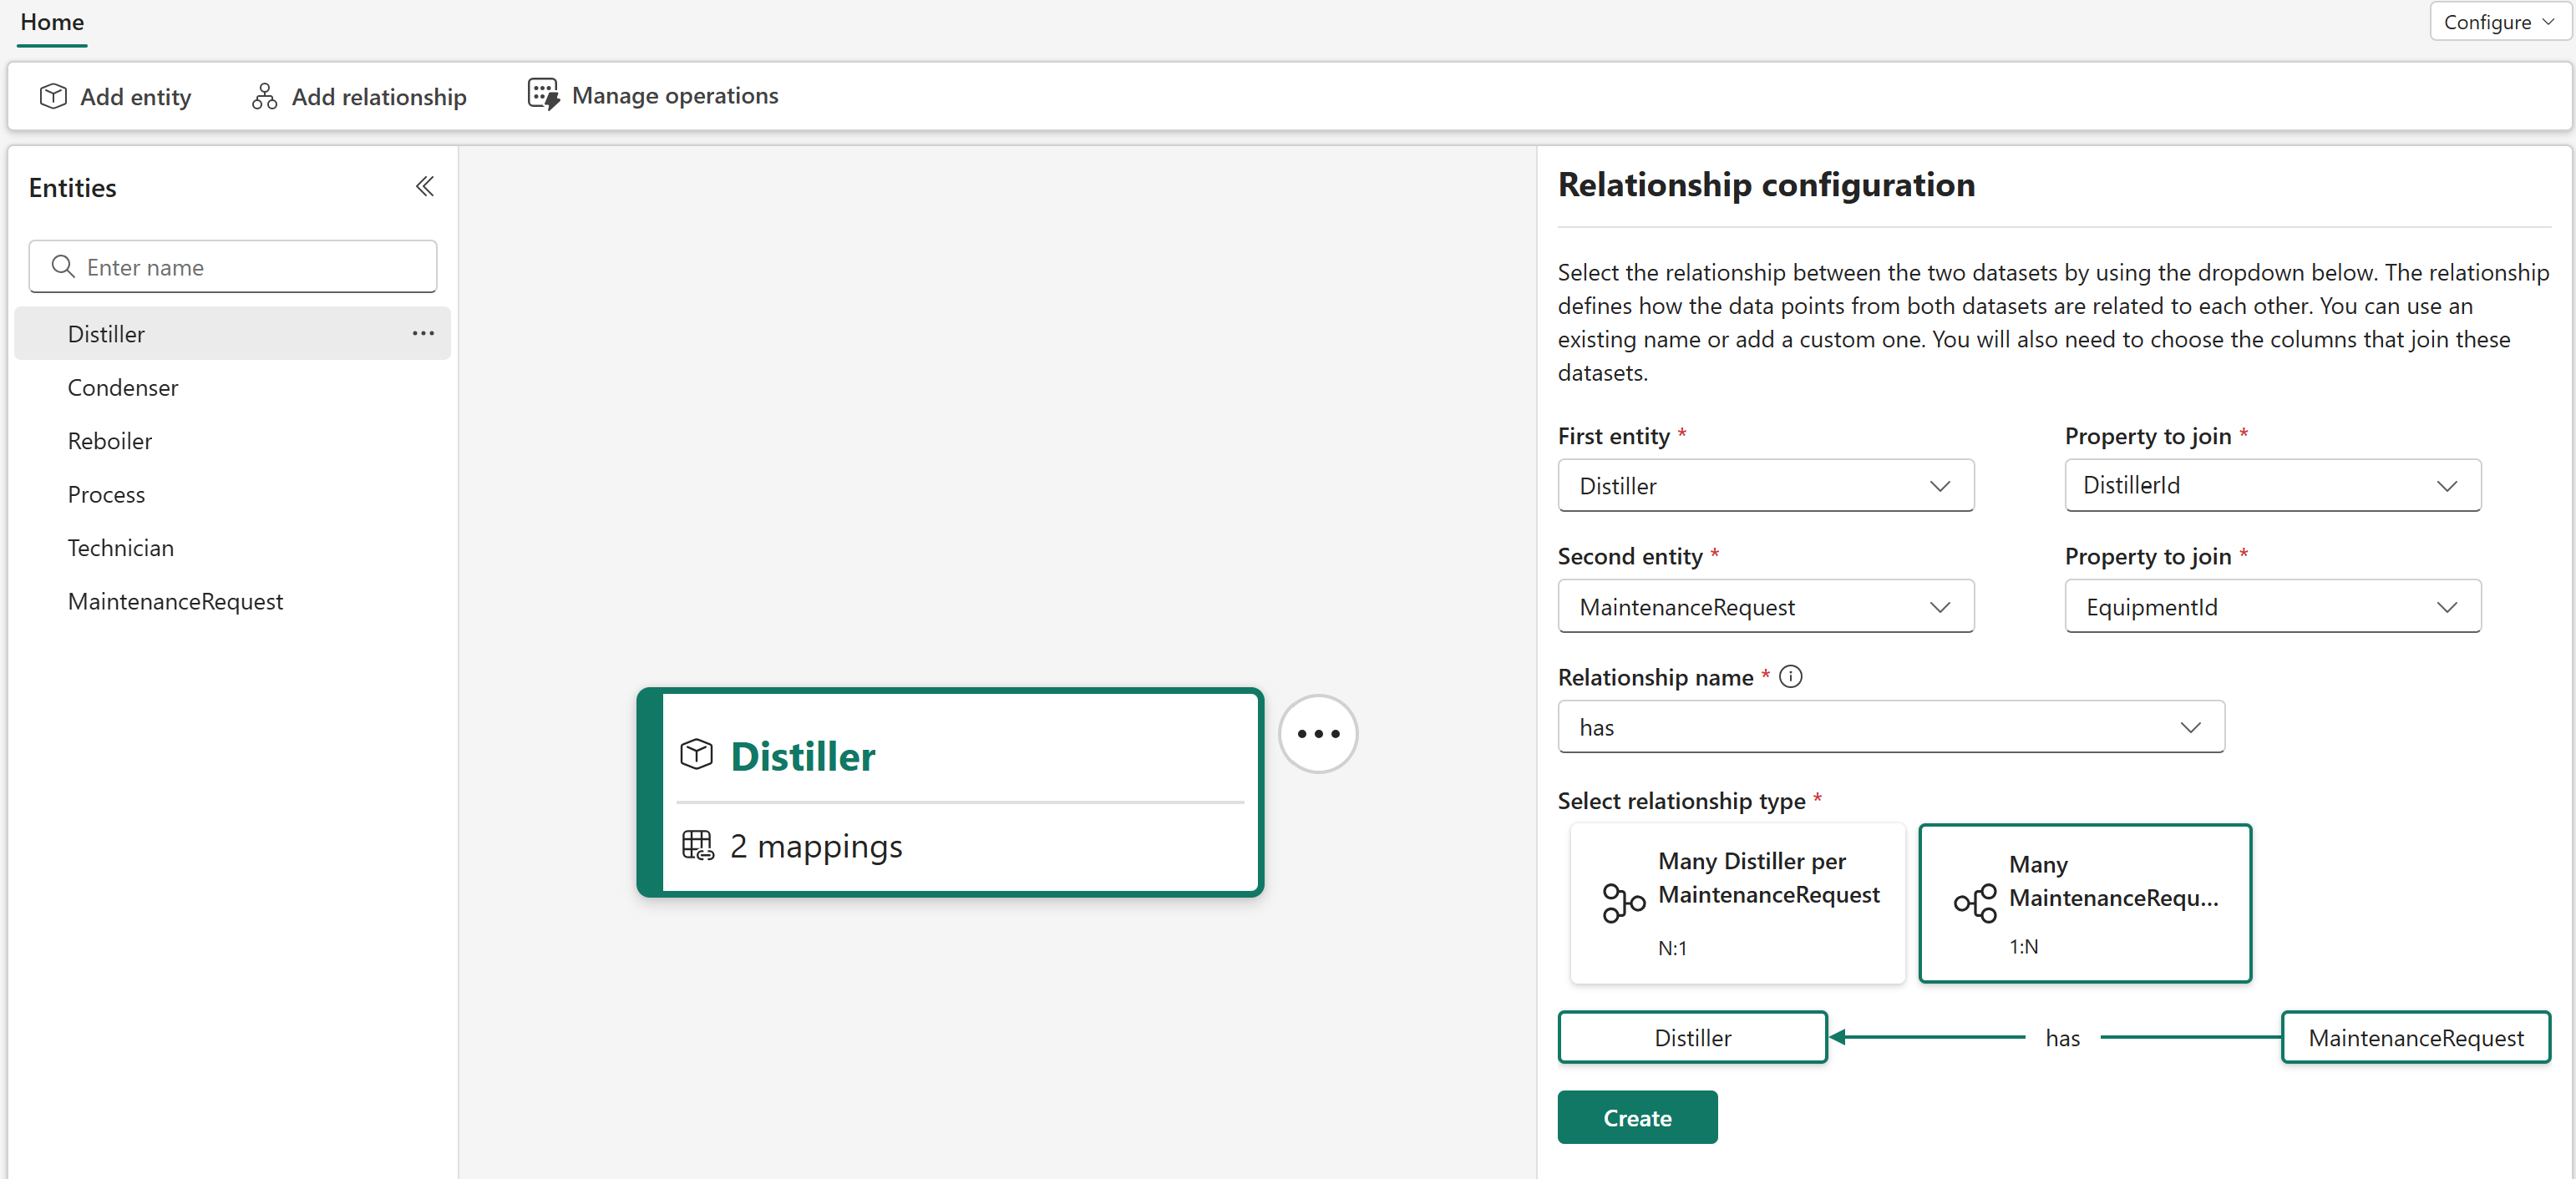 Home
Configure
Add entity
Add relationship
Manage operations
Entities
Enter name
Distiller
Condenser
Reboiler
Process
Technician
MaintenanceRequest
Distiller
2 mappings
Relationship configuration
Select the relationship between the two datasets by using the dropdown below. The relationship
defines how the data points from both datasets are related to each other. You can use an
existing name or add a custom one. You will also need to choose the columns that join these
datasets.
First entity *
Property to join *
Distiller
DistillerId
Second entity *
Property to join *
MaintenanceRequest
EquipmentId
Relationship name *
has
Select relationship type *
Many Distiller per
MaintenanceRequest
N:1
Many
MaintenanceRequ...
1:N
Distiller
has
MaintenanceRequest
Create